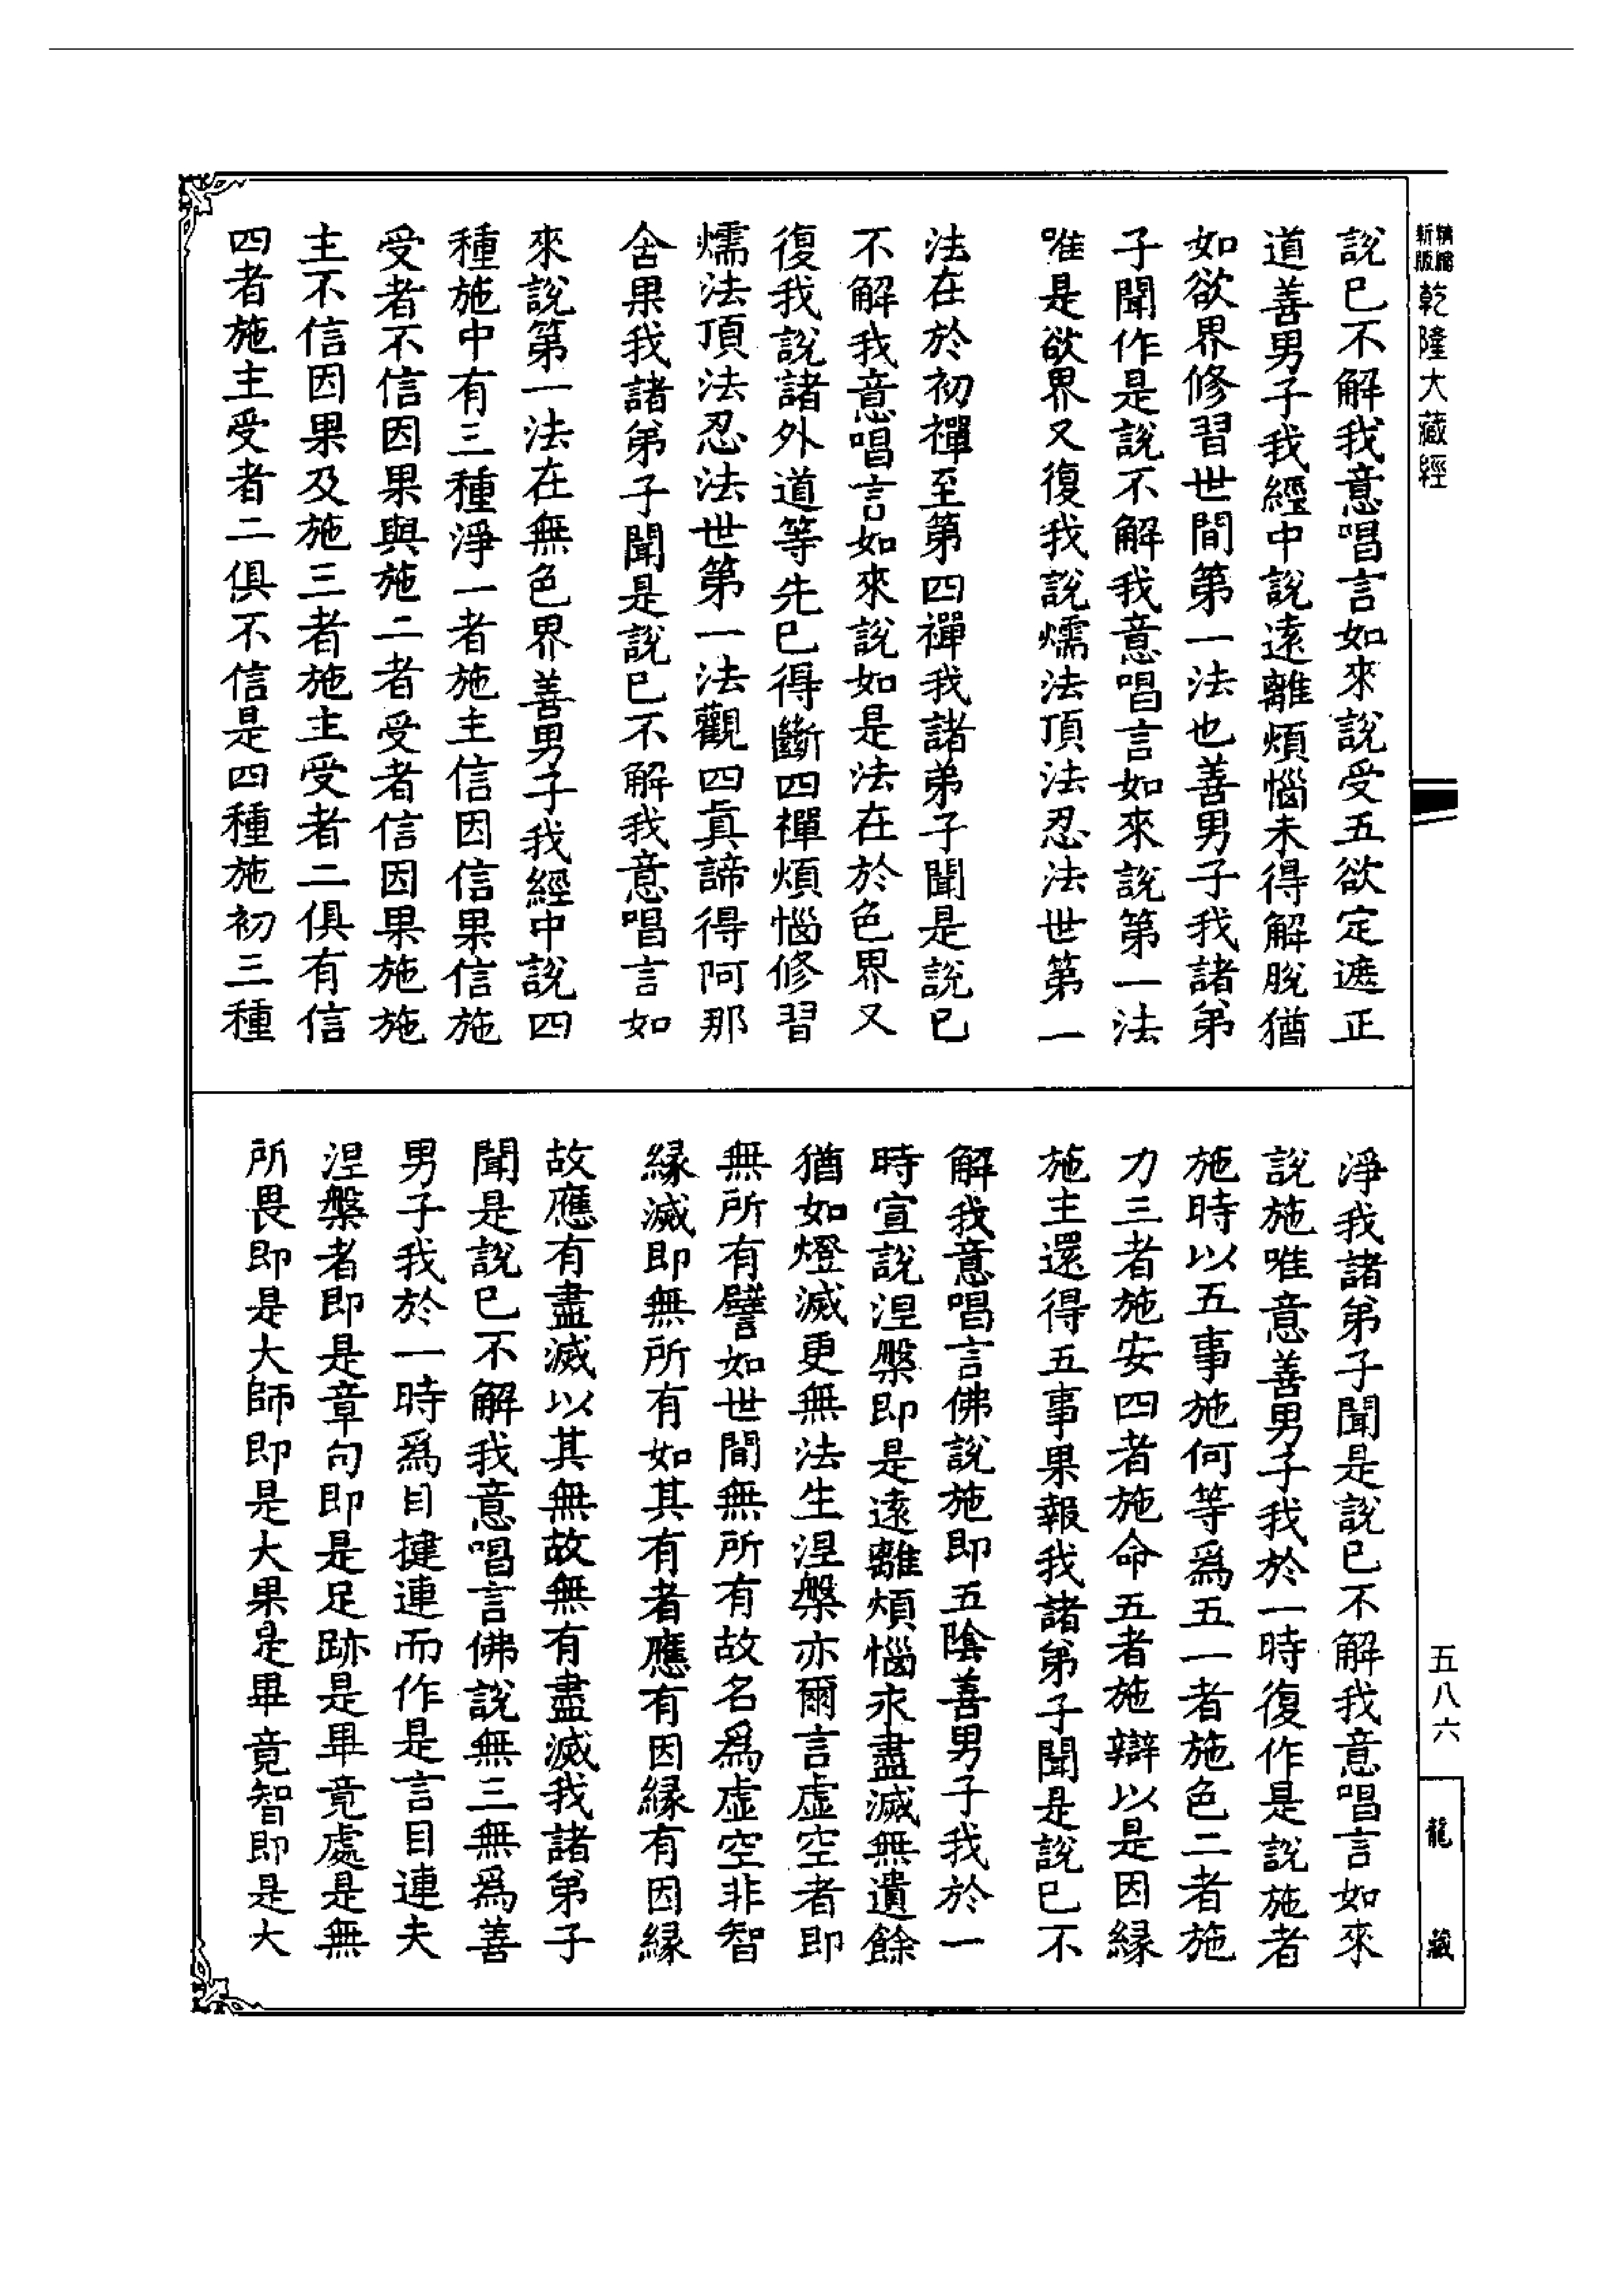 精縮新版乾隆大藏經
說已不解我意唱言如來說受五欲定遮正
道善男子我經中說遠離煩惱未得解脫猶
如欲界修習世間第一法也善男子我諸弟
子聞作是說不解我意唱言如來說第一法
唯是欲界又復我說燸法頂法忍法世第一
法在於初禪至第四禪我諸弟子聞是說已
不解我意唱言如來說如是法在於色界又
復我說諸外道等先已得斷四禪煩惱修習
燸法頂法忍法世第一法觀四眞諦得阿那
舍果我諸弟子聞是說已不解我意唱言如
來說第一法在無色界善男子我經中說四
種施中有三種淨一者施主信因信果信施
受者不信因果與施二者受者信因果施施
主不信因果及施三者施主受者二俱有信
四者施主受者二俱不信是四種施初三種
淨我諸弟子聞是說已不解我意唱言如來
說施唯意善男子我於一時復作是說施者
施時以五事施何等爲五一者施色二者施
力三者施安四者施命五者施辯以是因緣
施主還得五事果報我諸弟子聞是說已不
解我意唱言佛說施即五陰善男子我於一
時宣說涅槃即是遠離煩惱永盡滅無遺餘
猶如燈滅更無法生涅槃亦爾言虛空者即
無所有譬如世間無所有故名爲虛空非智
緣滅即無所有如其有者應有因緣有因緣
故應有盡滅以其無故無有盡滅我諸弟子
聞是說已不解我意唱言佛說無三無爲善
男子我於一時爲目揵連而作是言目連夫
涅槃者即是章句即是足跡是畢竟處是無
所畏即是大師即是大果是畢竟智即是大
五八六
龍藏